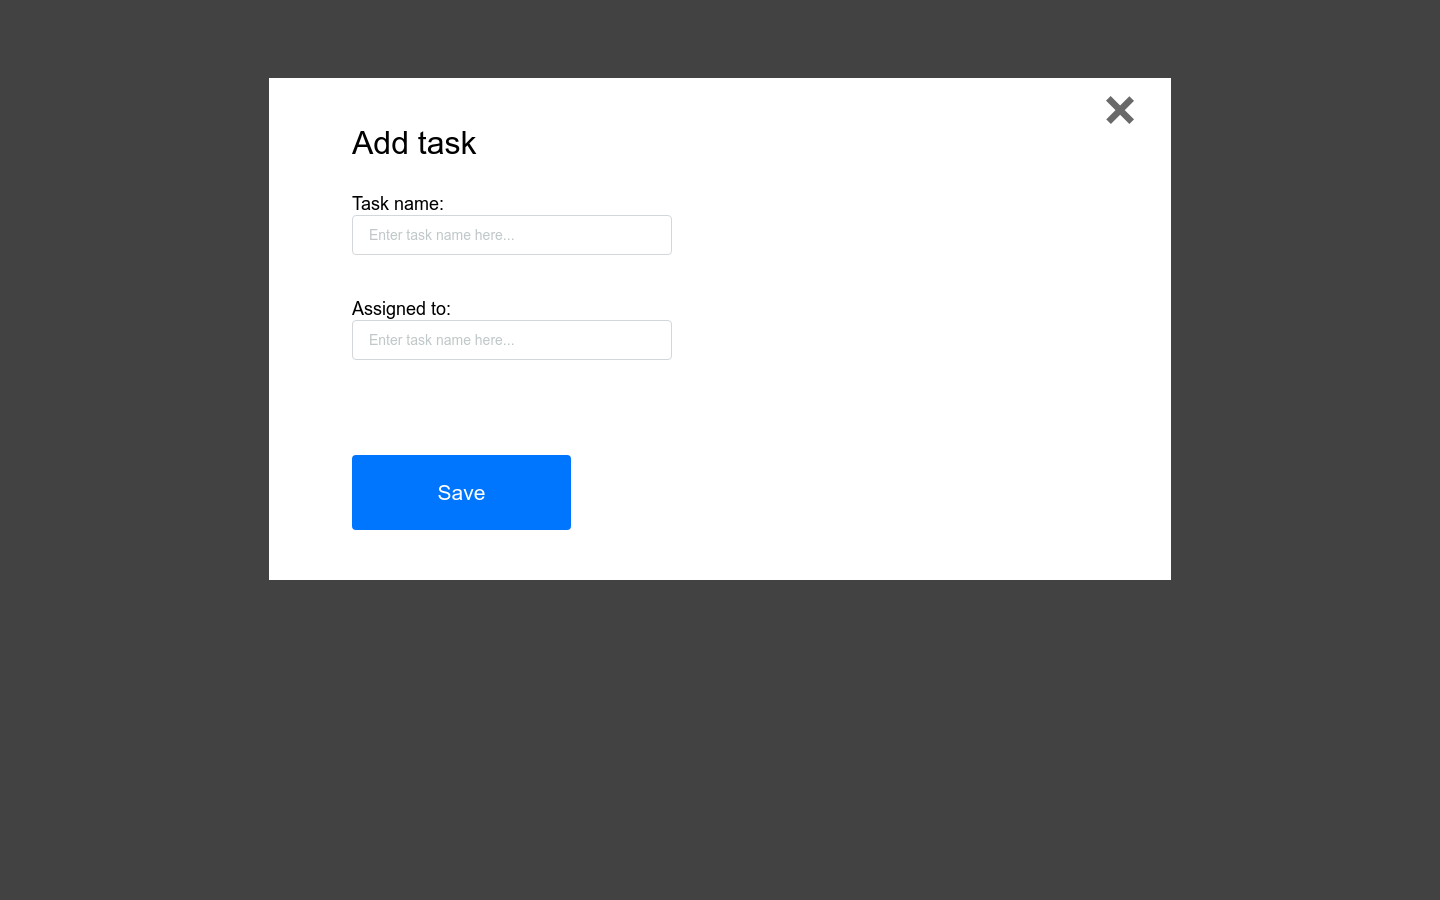 Add task
Task name:
Enter task name here...
Assigned to:
Enter task name here...
Save